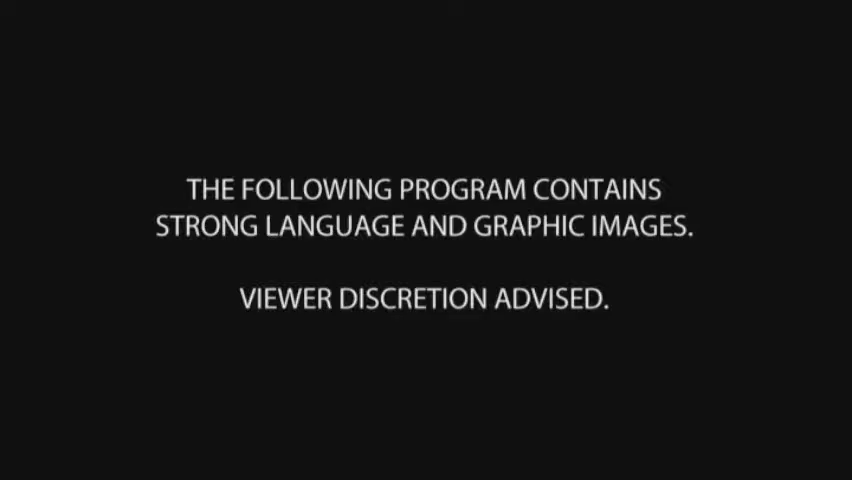 THE FOLLOWING PROGRAM CONTAINS
STRONG LANGUAGE AND GRAPHIC IMAGES.
VIEWER DISCRETION ADVISED.